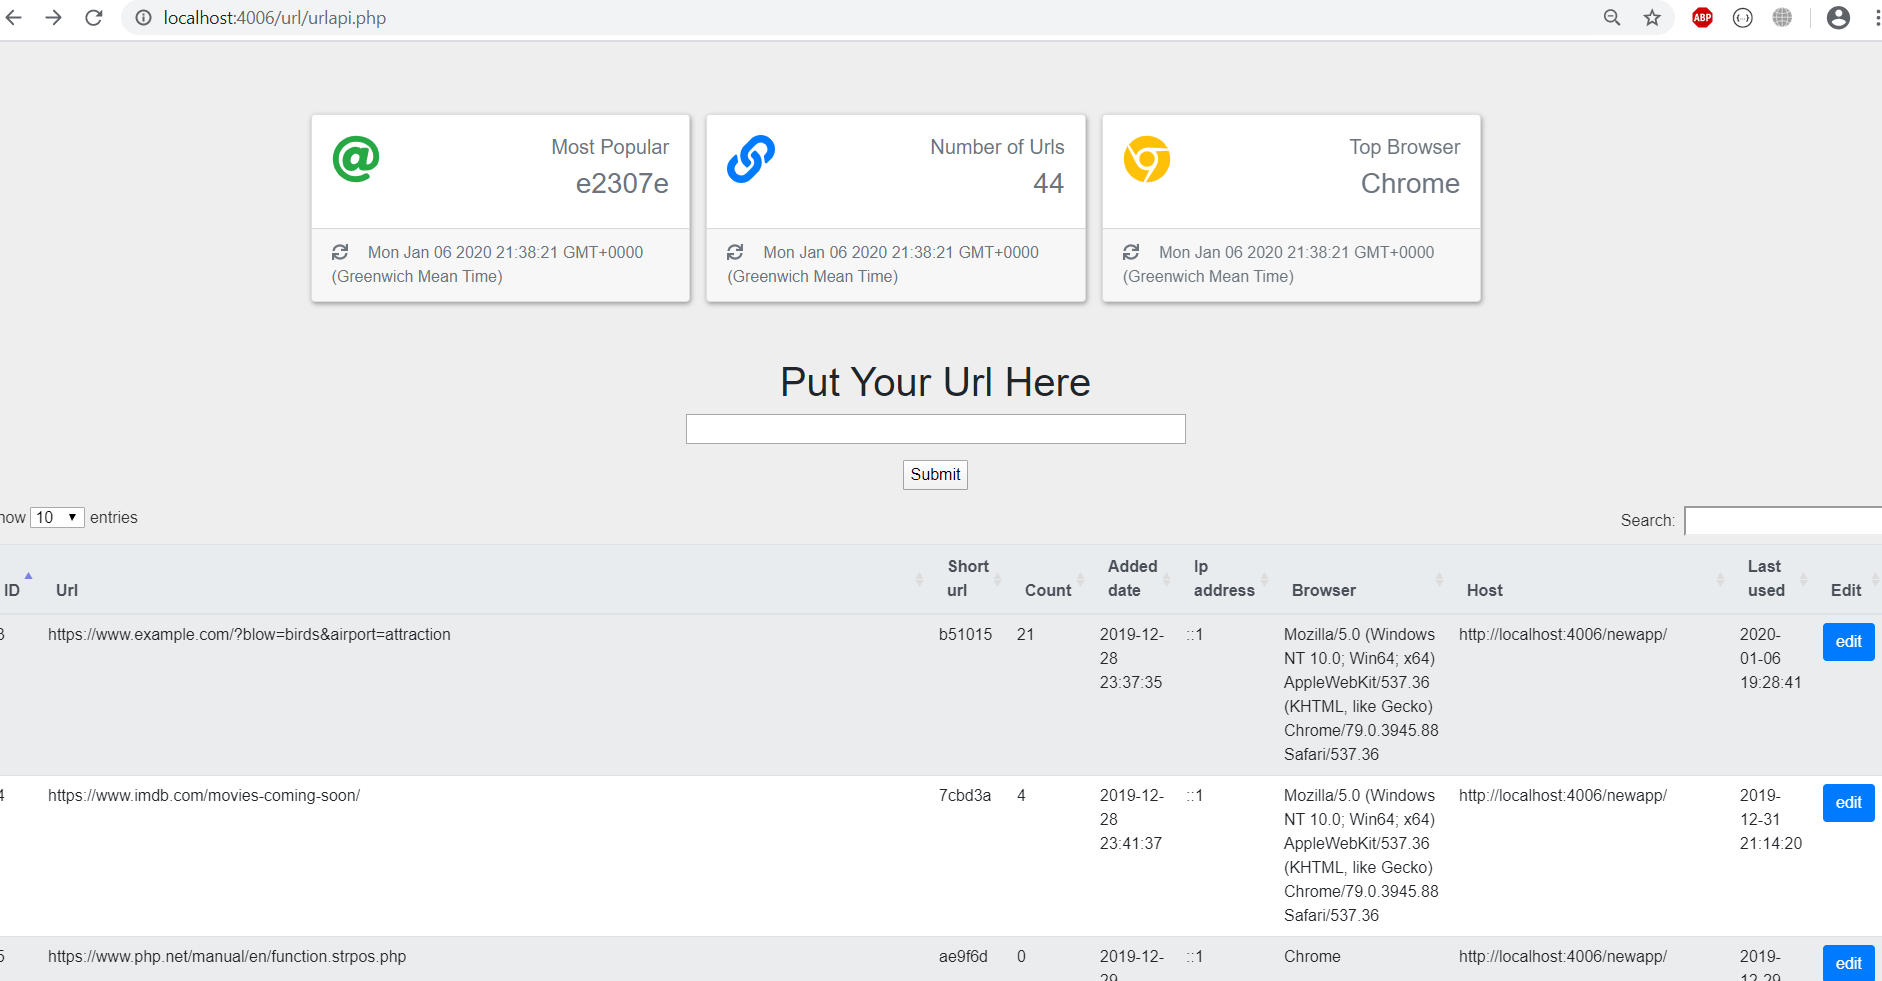 localhost:4006/url/urlapi.php
ABP
Most Popular
e2307e
Mon Jan 06 2020 21:38:21 GMT+0000
(Greenwich Mean Time)
Number of Urls
44
Mon Jan 06 2020 21:38:21 GMT+0000
(Greenwich Mean Time)
Top Browser
Chrome
Mon Jan 06 2020 21:38:21 GMT+0000
(Greenwich Mean Time)
Put Your Url Here
Submit
how 10 entries
Search:
ID Url Short url Count Added date Ip address Browser Host Last used Edit
3 https://www.example.com/?blow=birds&airport=attraction b51015 21 2019-12- ::1 Mozilla/5.0 (Windows http://localhost:4006/newapp/ 2020- edit
28 NT 10.0; Win64; x64) 01-06
23:37:35 AppleWebKit/537.36 19:28:41
(KHTML, like Gecko)
Chrome/79.0.3945.88
Safari/537.36
4 https://www.imdb.com/movies-coming-soon/ 7cbd3a 4 2019-12- ::1 Mozilla/5.0 (Windows http://localhost:4006/newapp/ 2019- edit
28 NT 10.0; Win64; x64) 12-31
23:41:37 AppleWebKit/537.36 21:14:20
(KHTML, like Gecko)
Chrome/79.0.3945.88
Safari/537.36
5 https://www.php.net/manual/en/function.strpos.php ae9f6d 0 2019-12- ::1 Chrome http://localhost:4006/newapp/ 2019- edit
29 12-29